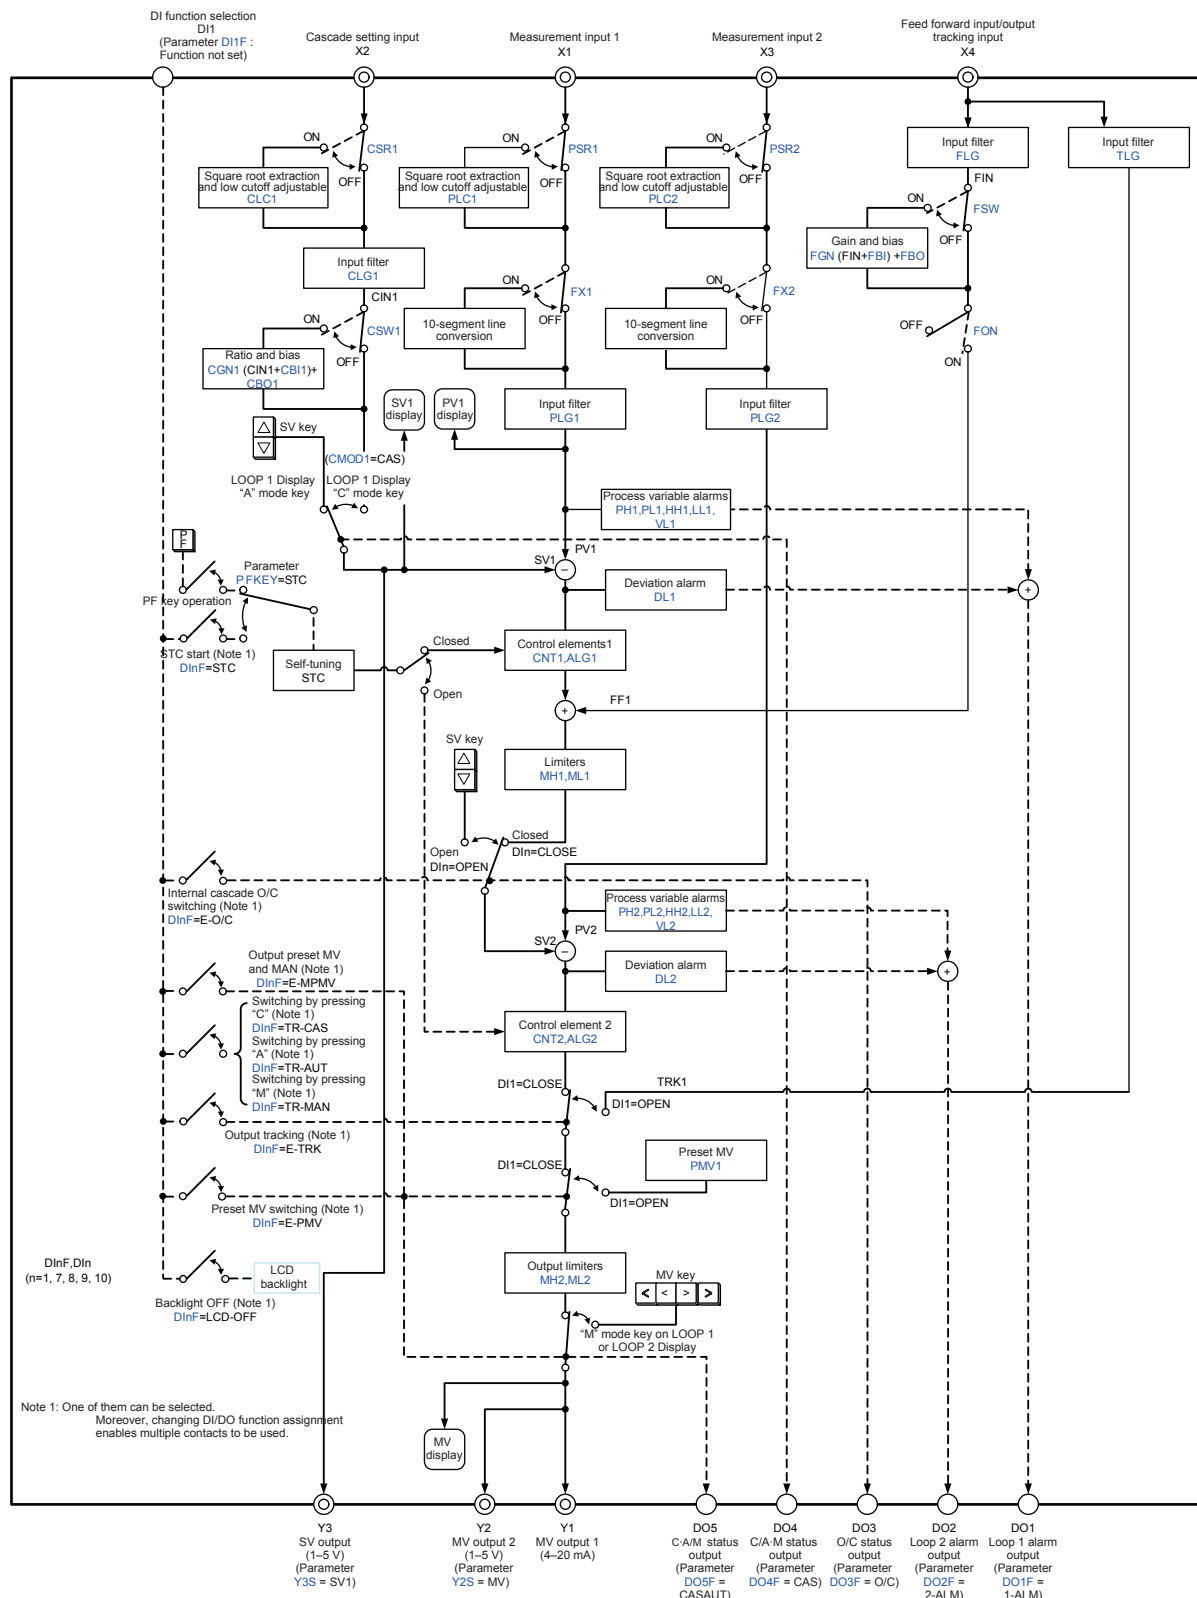 DI function selection
DI1
(Parameter DI1F :
Function not set)
Cascade setting input
X2
Measurement input 1
X1
Measurement input 2
X3
Feed forward input/output
tracking input
X4
ON
CSR1
OFF
Square root extraction
and low cutoff adjustable
CLC1
ON
PSR1
OFF
Square root extraction
and low cutoff adjustable
PLC1
ON
PSR2
OFF
Square root extraction
and low cutoff adjustable
PLC2
Input filter
FLG
Input filter
TLG
FIN
ON
FSW
OFF
Gain and bias
FGN (FIN+FBI) +FBO
OFF
FON
ON
Input filter
CLG1
CIN1
ON
CSW1
OFF
Ratio and bias
CGN1 (CIN1+CBI1)+
CBO1
ON
FX1
OFF
10-segment line
conversion
ON
FX2
OFF
10-segment line
conversion
SV1
display
PV1
display
Input filter
PLG1
Input filter
PLG2
△
▽
SV key
(CMOD1=CAS)
LOOP 1 Display
“A” mode key
LOOP 1 Display
“C” mode key
Process variable alarms
PH1,PL1,HH1,LL1,
VL1
PF
Parameter
PFKEY=STC
PF key operation
STC start (Note 1)
DInF=STC
SV1
PV1
−
Deviation alarm
DL1
+
Self-tuning
STC
Closed
Open
Control elements1
CNT1,ALG1
+
FF1
SV key
△
▽
Limiters
MH1,ML1
Closed
DIn=CLOSE
Open
DIn=OPEN
Internal cascade O/C
switching (Note 1)
DInF=E-O/C
Process variable alarms
PH2,PL2,HH2,LL2,
VL2
SV2
PV2
−
Deviation alarm
DL2
+
Output preset MV
and MAN (Note 1)
DInF=E-MPMV
Switching by pressing
“C” (Note 1)
DInF=TR-CAS
Switching by pressing
“A” (Note 1)
DInF=TR-AUT
Switching by pressing
“M” (Note 1)
DInF=TR-MAN
Control element 2
CNT2,ALG2
DI1=CLOSE
TRK1
DI1=OPEN
Output tracking (Note 1)
DInF=E-TRK
DI1=CLOSE
Preset MV
PMV1
DI1=OPEN
Preset MV switching (Note 1)
DInF=E-PMV
DInF,DIn
(n=1, 7, 8, 9, 10)
LCD
backlight
Backlight OFF (Note 1)
DInF=LCD-OFF
Output limiters
MH2,ML2
MV key
< < > >
“M” mode key on LOOP 1
or LOOP 2 Display
Note 1: One of them can be selected.
Moreover, changing DI/DO function assignment
enables multiple contacts to be used.
MV
display
Y3
SV output
(1–5 V)
(Parameter
Y3S = SV1)
Y2
MV output 2
(1–5 V)
(Parameter
Y2S = MV)
Y1
MV output 1
(4–20 mA)
DO5
C·A/M status
output
(Parameter
DO5F =
CASAUT)
DO4
C/A·M status
output
(Parameter
DO4F = CAS)
DO3
O/C status
output
(Parameter
DO3F = O/C)
DO2
Loop 2 alarm
output
(Parameter
DO2F =
2-ALM)
DO1
Loop 1 alarm
output
(Parameter
DO1F =
1-ALM)